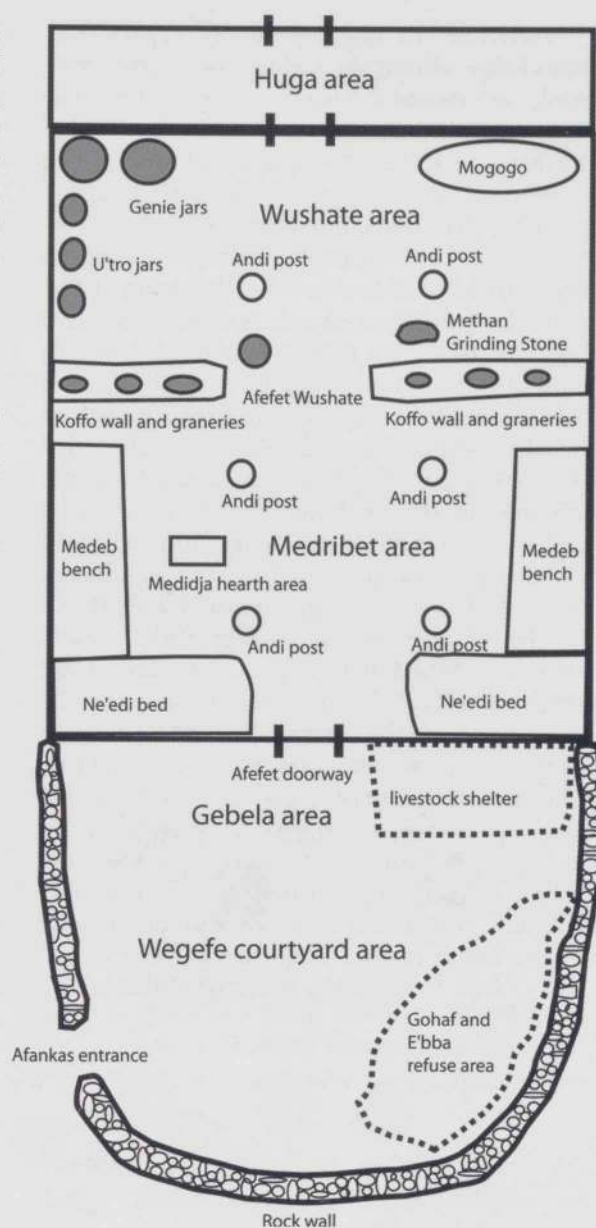 Huga area
Mogogo
Genie jars
Wushate area
U'tro jars
Andi post
Andi post
Methan
Grinding Stone
Afefet Wushate
Koffo wall and graneries
Koffo wall and graneries
Andi post
Andi post
Medeb
bench
Medribet area
Medeb
bench
Medidja hearth area
Andi post
Andi post
Ne'edi bed
Ne'edi bed
Afefet doorway
livestock shelter
Gebela area
Wegefe courtyard area
Gohaf and
E'bba
refuse area
Afankas entrance
Rock wall